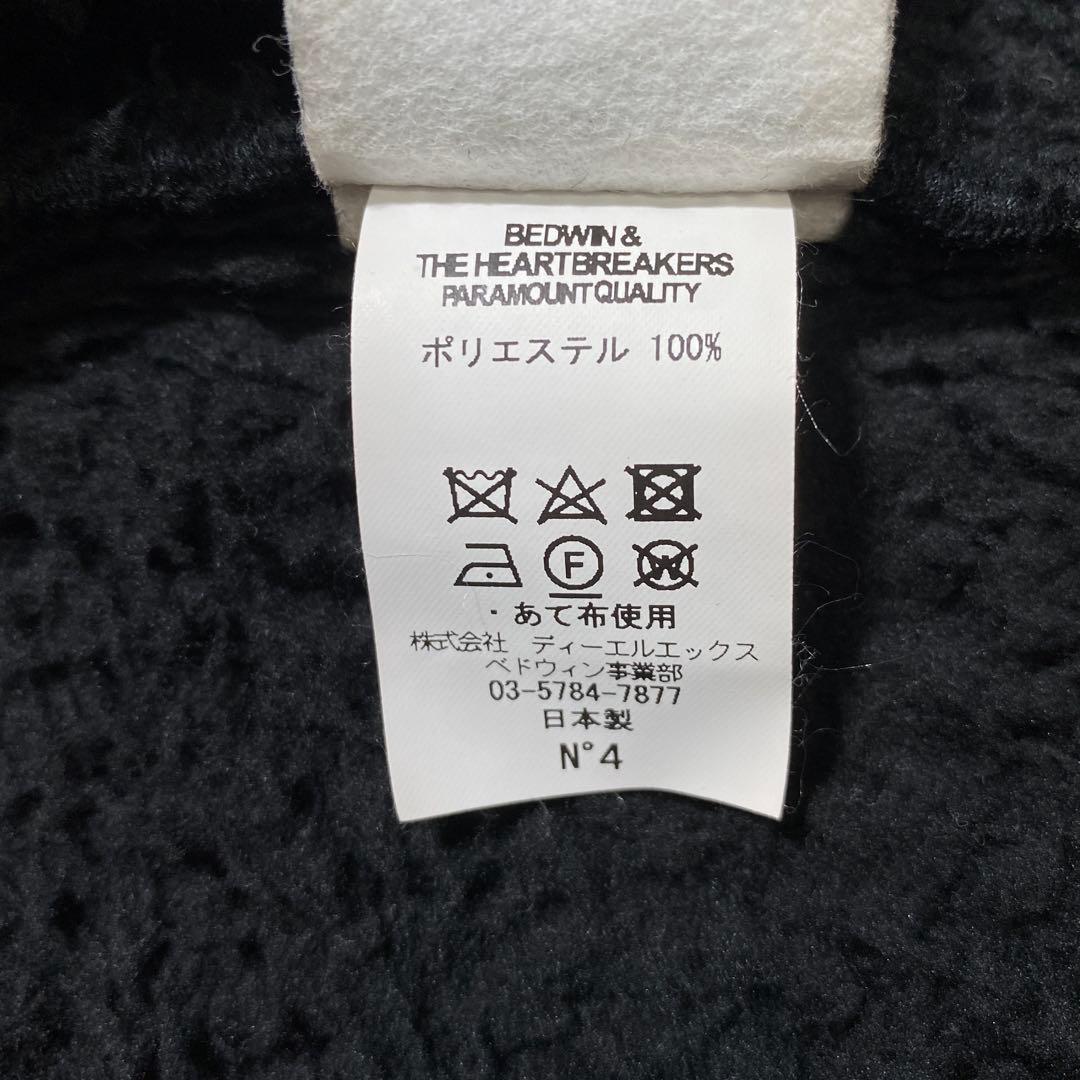 BEDWIN &
THE HEARTBREAKERS
PARAMOUNT QUALITY
ポリエステル 100%
F W
・あて布使用
株式会社 ディーエルエックス
ベドウィン事業部
03-5784-7877
日本製
N°4